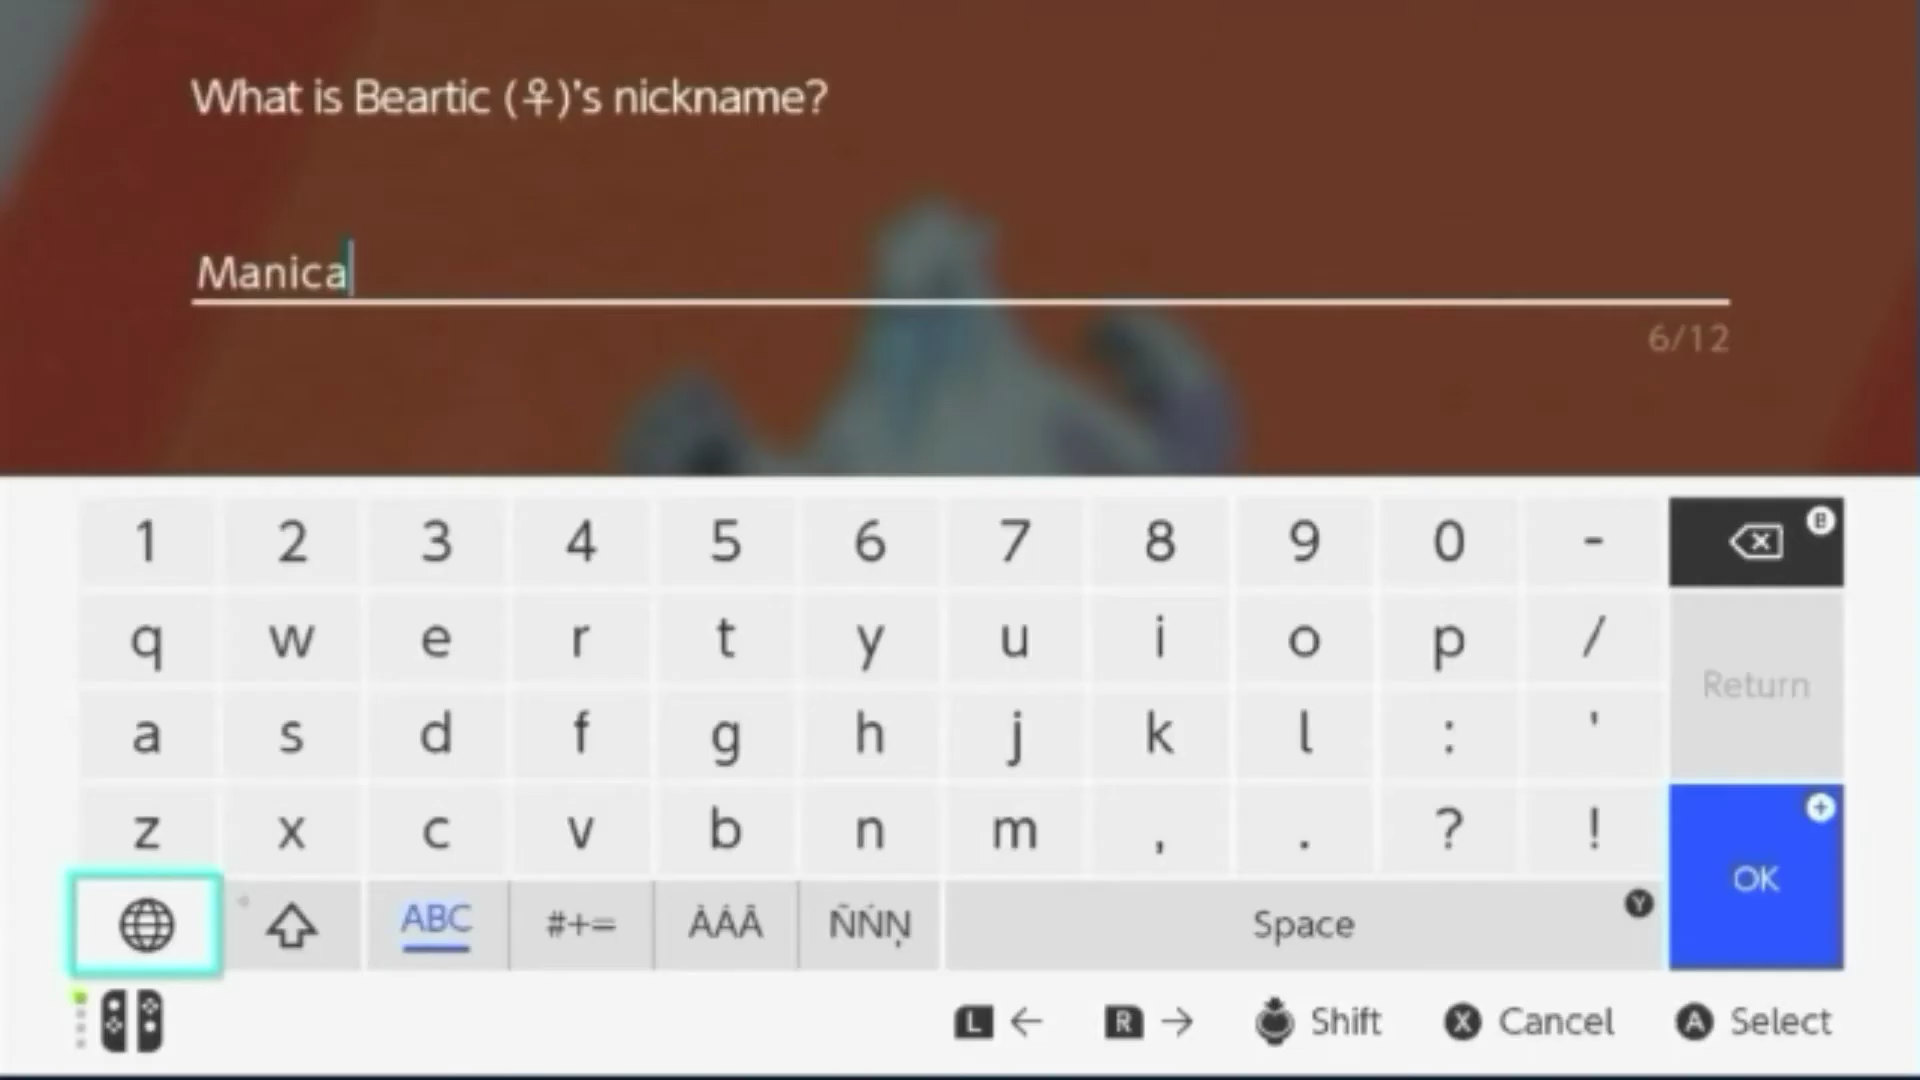 What is Beartic (♀)'s nickname?
Manica
6/12
1 2 3 4 5 6 7 8 9 0 - B
q w e r t y u i o p /
Return
a s d f g h j k l : '
z x c v b n m , . ? ! +
OK
ABC #+= ÀÁÂ ÑŃŅ Space Y
L ← R → Shift X Cancel A Select